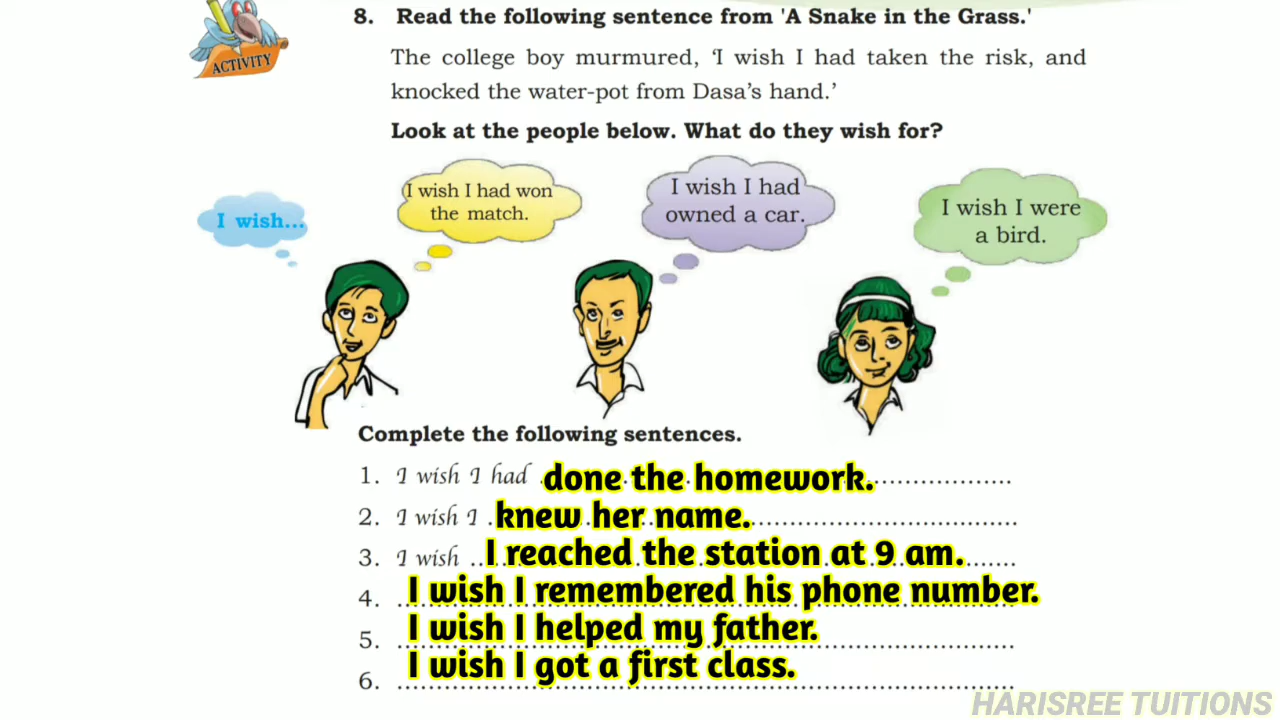 ACTIVITY
8. Read the following sentence from 'A Snake in the Grass.'
The college boy murmured, 'I wish I had taken the risk, and
knocked the water-pot from Dasa's hand.'
Look at the people below. What do they wish for?
I wish...
I wish I had won
the match.
I wish I had
owned a car.
I wish I were
a bird.
Complete the following sentences.
1. I wish I had done the homework.
2. I wish I knew her name.
3. I wish I reached the station at 9 am.
4. I wish I remembered his phone number.
5. I wish I helped my father.
6. I wish I got a first class.
HARISREE TUITIONS